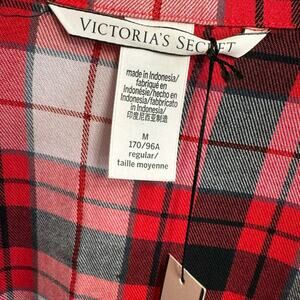 VICTORIA'S SECRET
made in Indonesia/
fabriqué en
Indonésie/hecho
en Indonesia/fabbricato
in Indonesia/
印度尼西亚制造
M
170/96A
regular/
taille moyenne